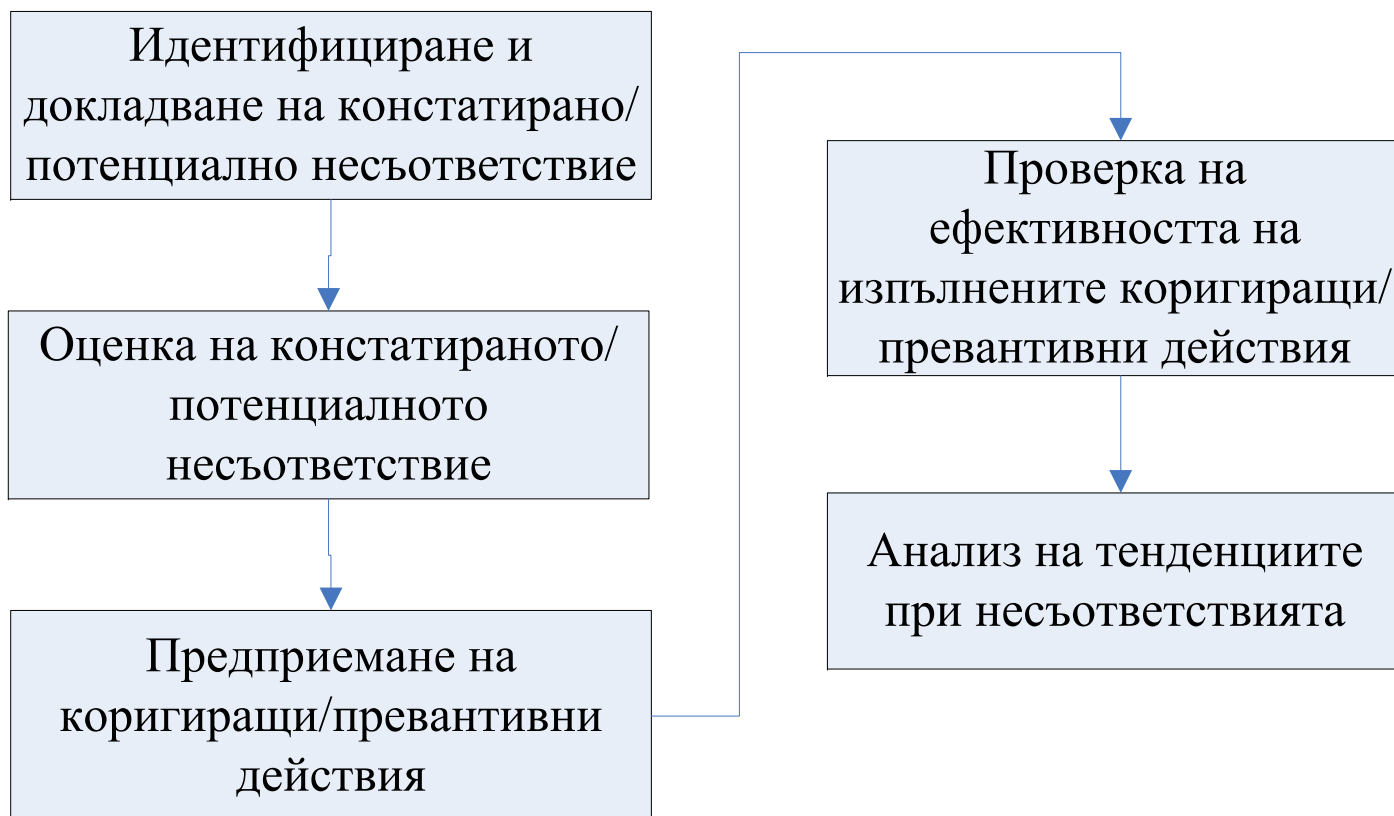 Идентифициране и
докладване на констатирано/
потенциално несъответствие
Оценка на констатираното/
потенциалното
несъответствие
Предприемане на
коригиращи/превантивни
действия
Проверка на
ефективността на
изпълнените коригиращи/
превантивни действия
Анализ на тенденциите
при несъответствията